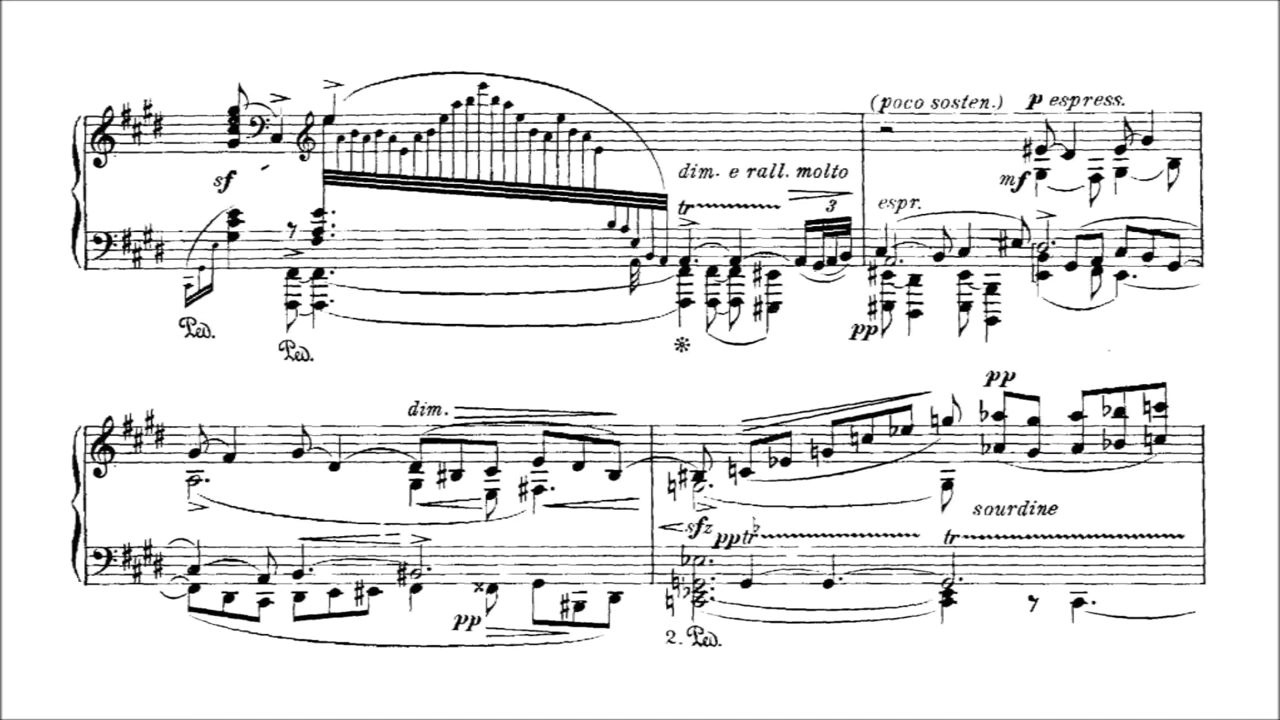 (poco sosten.) p espress.
sf
dim. e rall. molto
mf
tr
3
espr.
Ped.
pp
Ped.
pp
dim.
sourdine
sfz
pp tr
tr
pp
2. Ped.